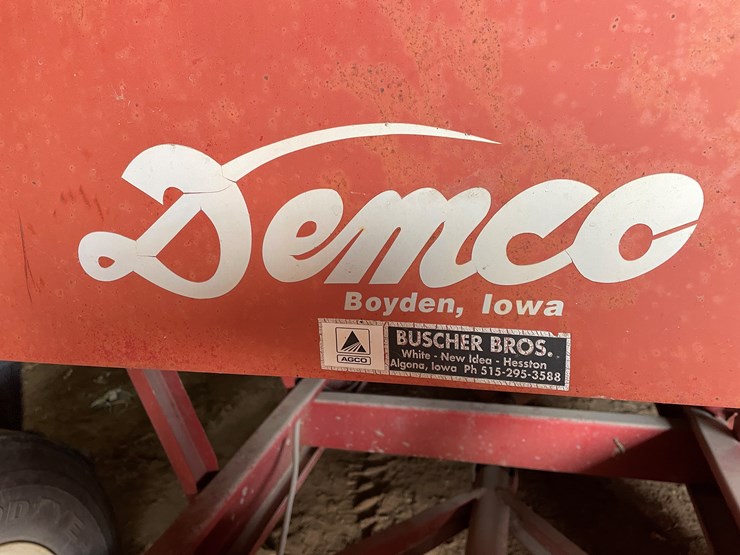 Demco
Boyden, Iowa
AGCO
BUSCHER BROS.
White - New Idea - Hesston
Algona, Iowa Ph 515-295-3588